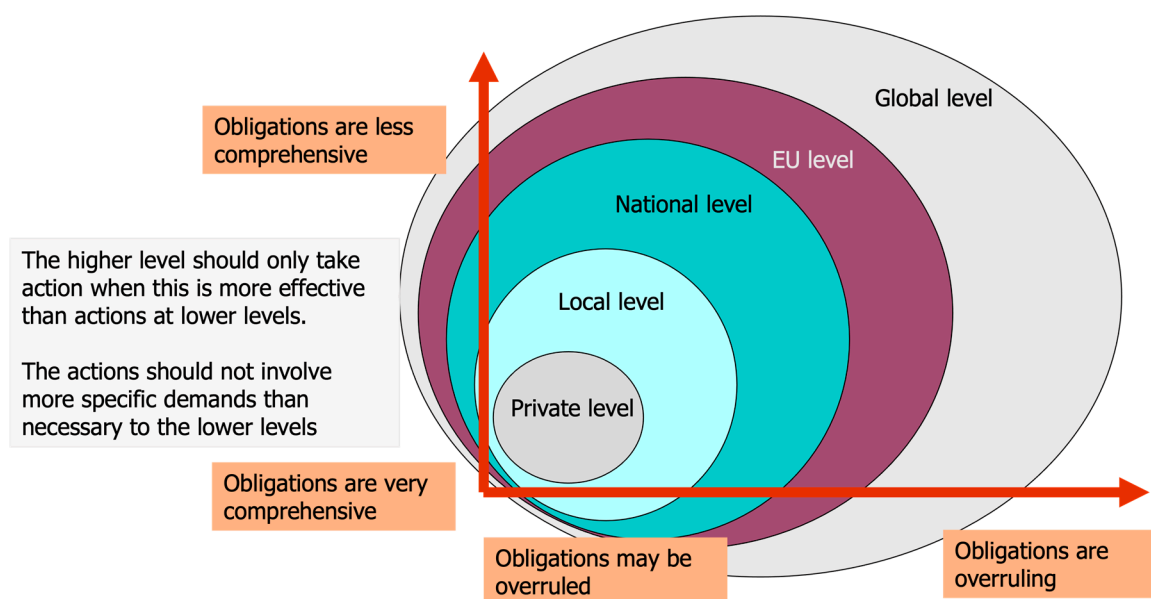 Global level
Obligations are less
comprehensive
EU level
National level
The higher level should only take
action when this is more effective
than actions at lower levels.
The actions should not involve
more specific demands than
necessary to the lower levels
Local level
Private level
Obligations are very
comprehensive
Obligations may be
overruled
Obligations are
overruling